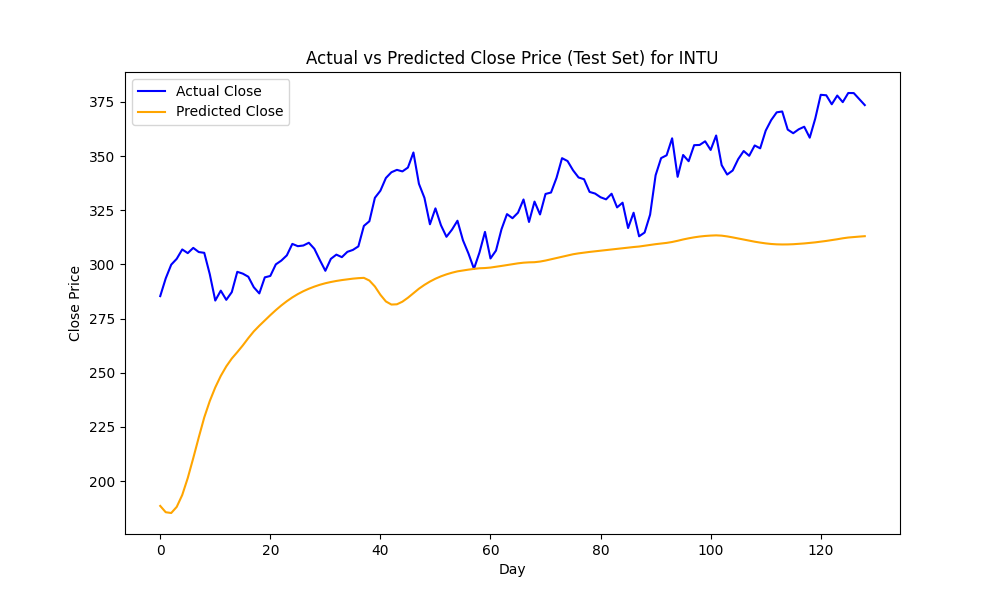 Actual vs Predicted Close Price (Test Set) for INTU
Actual Close
Predicted Close
Close Price
375
350
325
300
275
250
225
200
0 20 40 60 80 100 120
Day